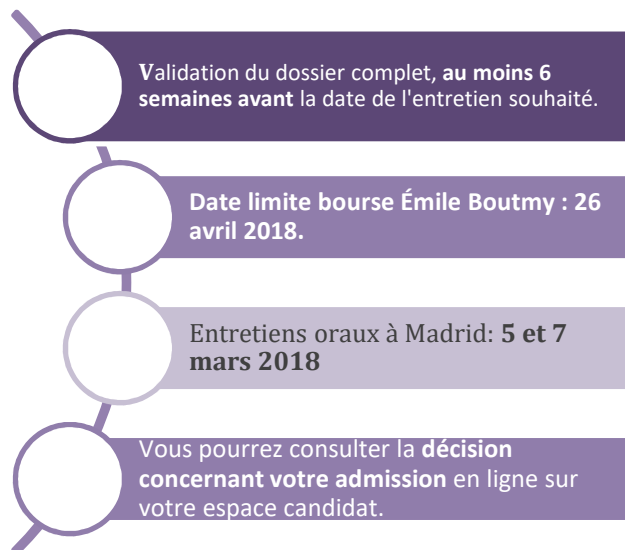 Validation du dossier complet, au moins 6
semaines avant la date de l'entretien souhaité.
Date limite bourse Émile Boutmy : 26
avril 2018.
Entretiens oraux à Madrid: 5 et 7
mars 2018
Vous pourrez consulter la décision
concernant votre admission en ligne sur
votre espace candidat.